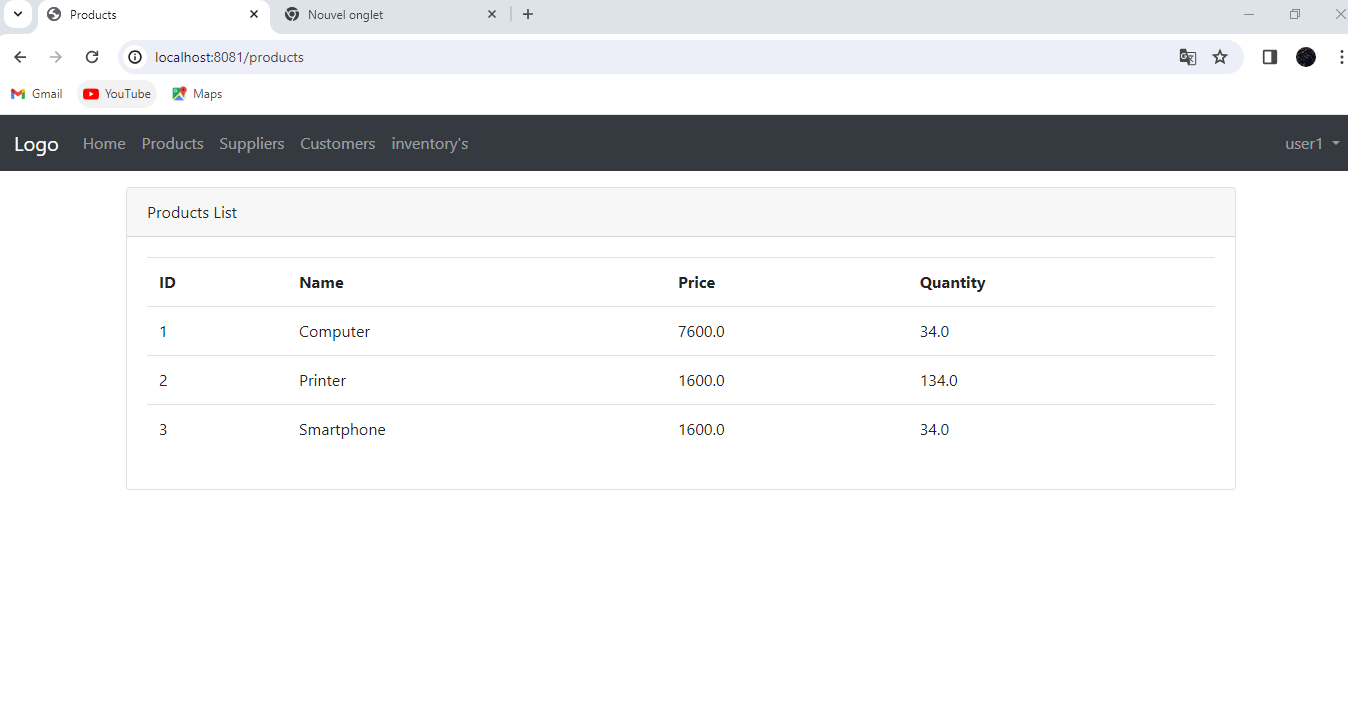 Products
Nouvel onglet
localhost:8081/products
Gmail YouTube Maps
Logo Home Products Suppliers Customers inventory's user1
Products List
ID Name Price Quantity
1 Computer 7600.0 34.0
2 Printer 1600.0 134.0
3 Smartphone 1600.0 34.0